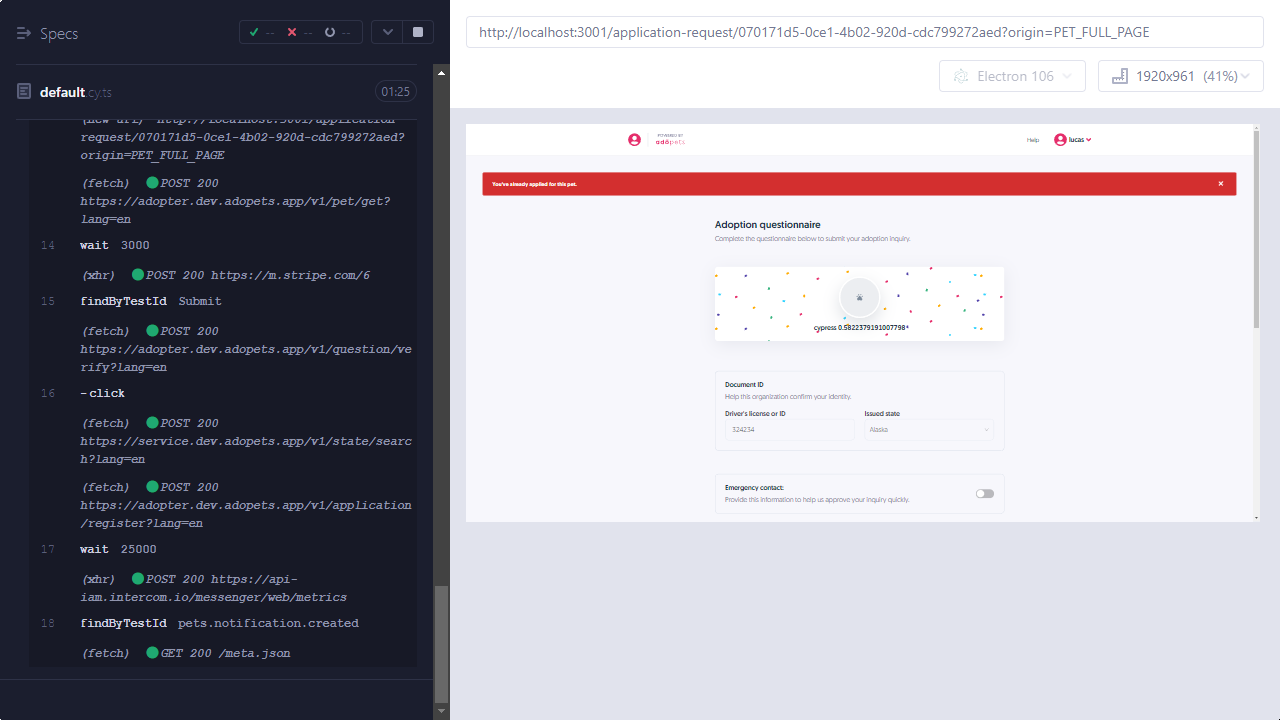 Specs
--
--
--
default.cy.ts
01:25
(new url) http://localhost:3001/application-
request/070171d5-0ce1-4b02-920d-cdc799272aed?
origin=PET_FULL_PAGE
(fetch) POST 200
https://adopter.dev.adopets.app/v1/pet/get?
lang=en
14 wait 3000
(xhr) POST 200 https://m.stripe.com/6
15 findByTestId Submit
(fetch) POST 200
https://adopter.dev.adopets.app/v1/question/ve
rify?lang=en
16 -click
(fetch) POST 200
https://service.dev.adopets.app/v1/state/searc
h?lang=en
(fetch) POST 200
https://adopter.dev.adopets.app/v1/application
/register?lang=en
17 wait 25000
(xhr) POST 200 https://api-
iam.intercom.io/messenger/web/metrics
18 findByTestId pets.notification.created
(fetch) GET 200 /meta.json
http://localhost:3001/application-request/070171d5-0ce1-4b02-920d-cdc799272aed?origin=PET_FULL_PAGE
Electron 106
1920x961 (41%)
POWERED BY
adopets
Help
lucas
You've already applied for this pet.
Adoption questionnaire
Complete the questionnaire below to submit your adoption inquiry.
cypress 0.5822379191007798*
Document ID
Help this organization confirm your identity.
Driver's license or ID
Issued state
324234
Alaska
Emergency contact:
Provide this information to help us approve your inquiry quickly.